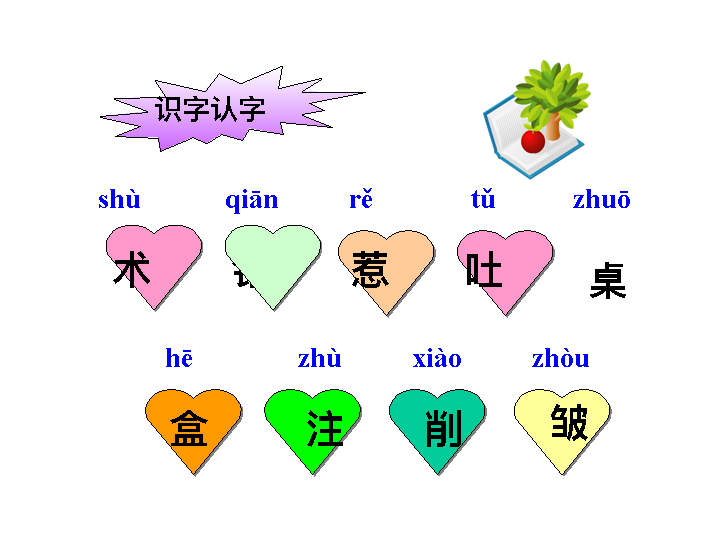 识字认字
shù qiān rě tǔ zhuō
术 惹 吐 桌
hē zhù xiào zhòu
盒 注 削 皱